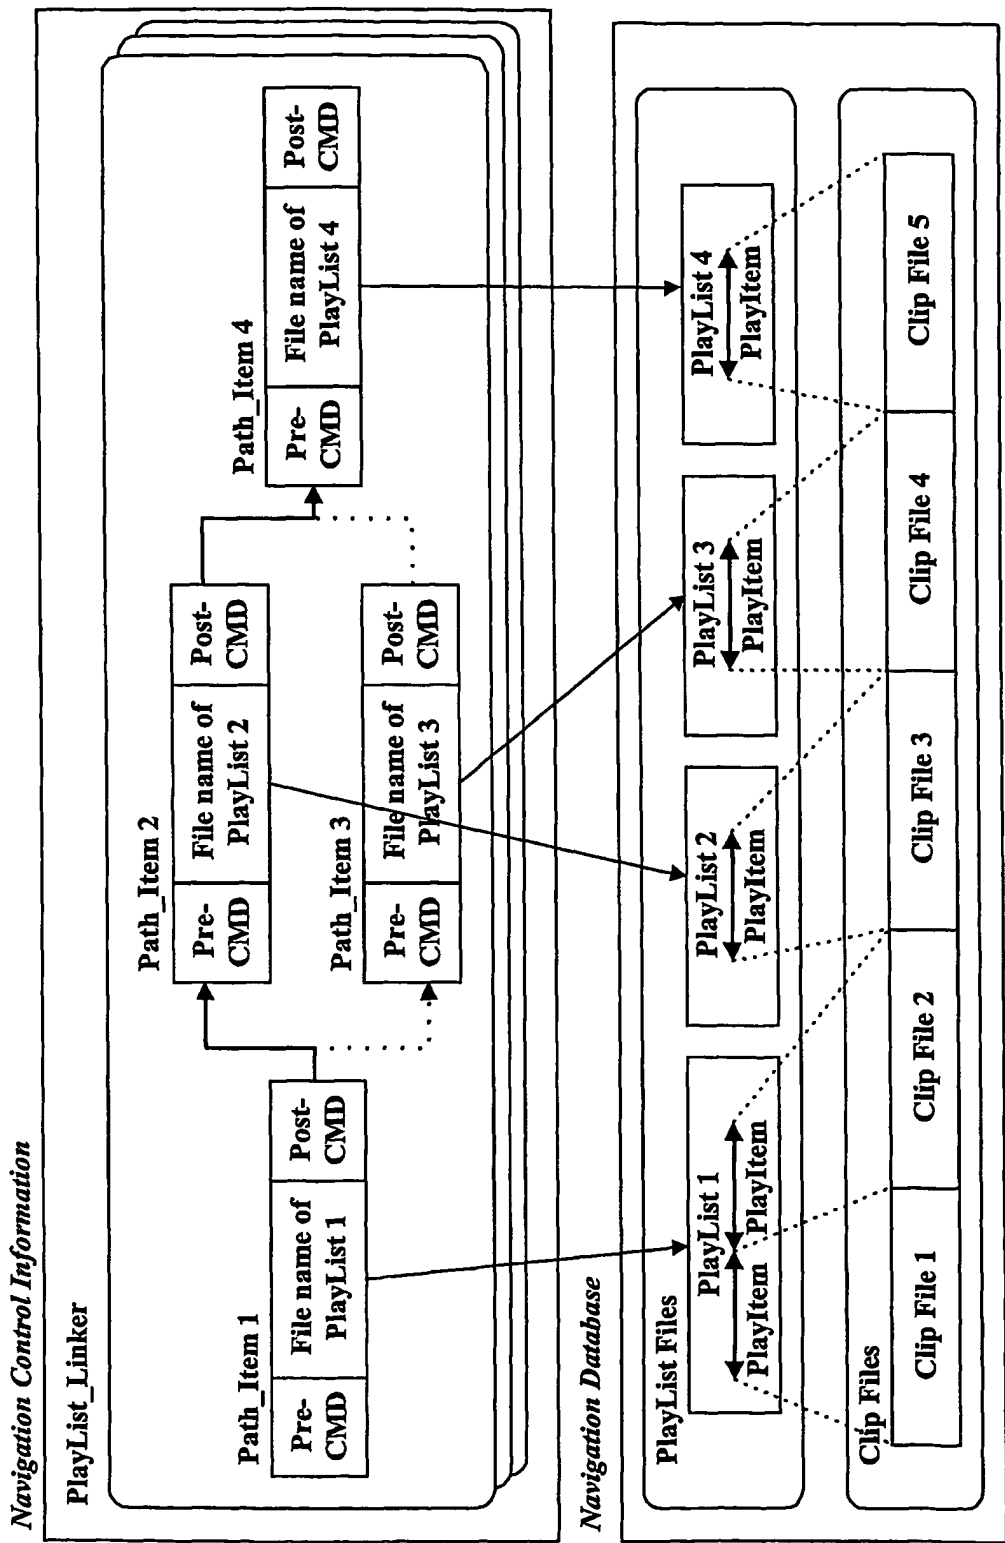 Navigation Control Information
PlayList_Linker
Path_Item 1
Pre-
CMD
File name of
PlayList 1
Post-
CMD
Path_Item 2
Pre-
CMD
File name of
PlayList 2
Post-
CMD
Path_Item 3
Pre-
CMD
File name of
PlayList 3
Post-
CMD
Path_Item 4
Pre-
CMD
File name of
PlayList 4
Post-
CMD
Navigation Database
PlayList Files
PlayList 1
PlayItem
PlayItem
PlayList 2
PlayItem
PlayList 3
PlayItem
PlayList 4
PlayItem
Clip Files
Clip File 1
Clip File 2
Clip File 3
Clip File 4
Clip File 5